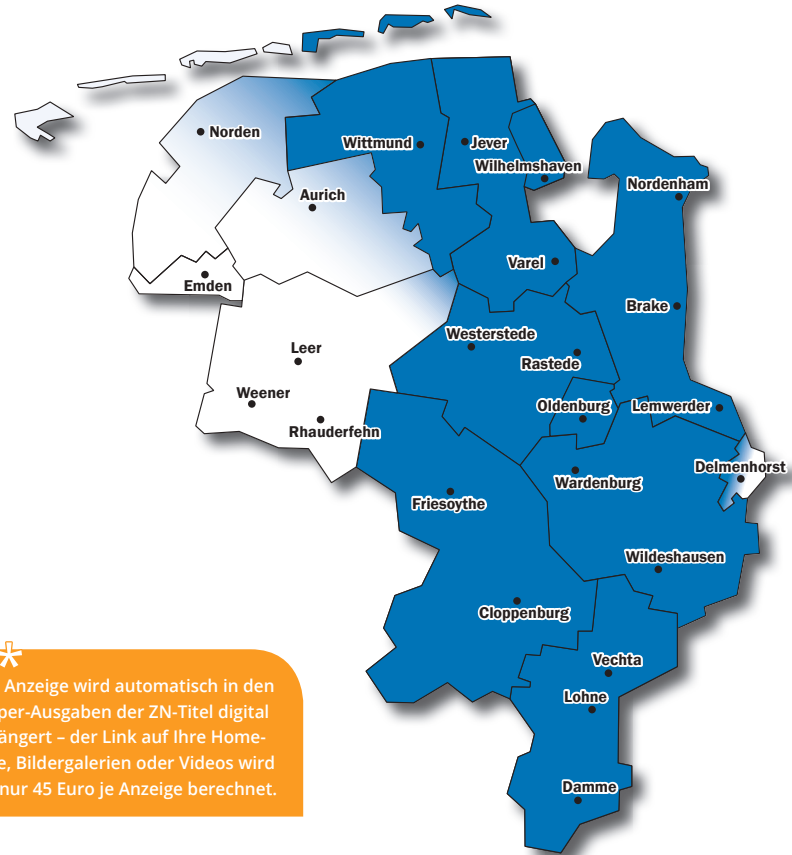 Norden
Wittmund
Jever
Wilhelmshaven
Nordenham
Aurich
Varel
Emden
Brake
Westerstede
Leer
Rastede
Weener
Oldenburg
Lemwerder
Rhauderfehn
Delmenhorst
Wardenburg
Friesoythe
Wildeshausen
Cloppenburg
Vechta
Lohne
Damme
*
Anzeige wird automatisch in den
per-Ausgaben der ZN-Titel digital
ängert – der Link auf Ihre Home-
e, Bildergalerien oder Videos wird
nur 45 Euro je Anzeige berechnet.